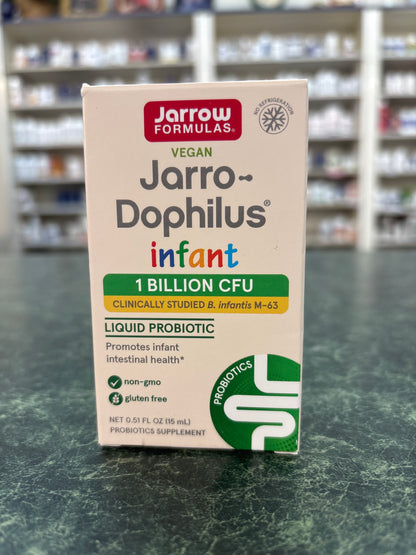 Jarrow
FORMULAS®
NO REFRIGERATION
VEGAN
Jarro-
Dophilus®
infant
1 BILLION CFU
CLINICALLY STUDIED B. infantis M-63
LIQUID PROBIOTIC
Promotes infant
intestinal health*
non-gmo
gluten free
PROBIOTICS
NET 0.51 FL OZ (15 mL)
PROBIOTICS SUPPLEMENT